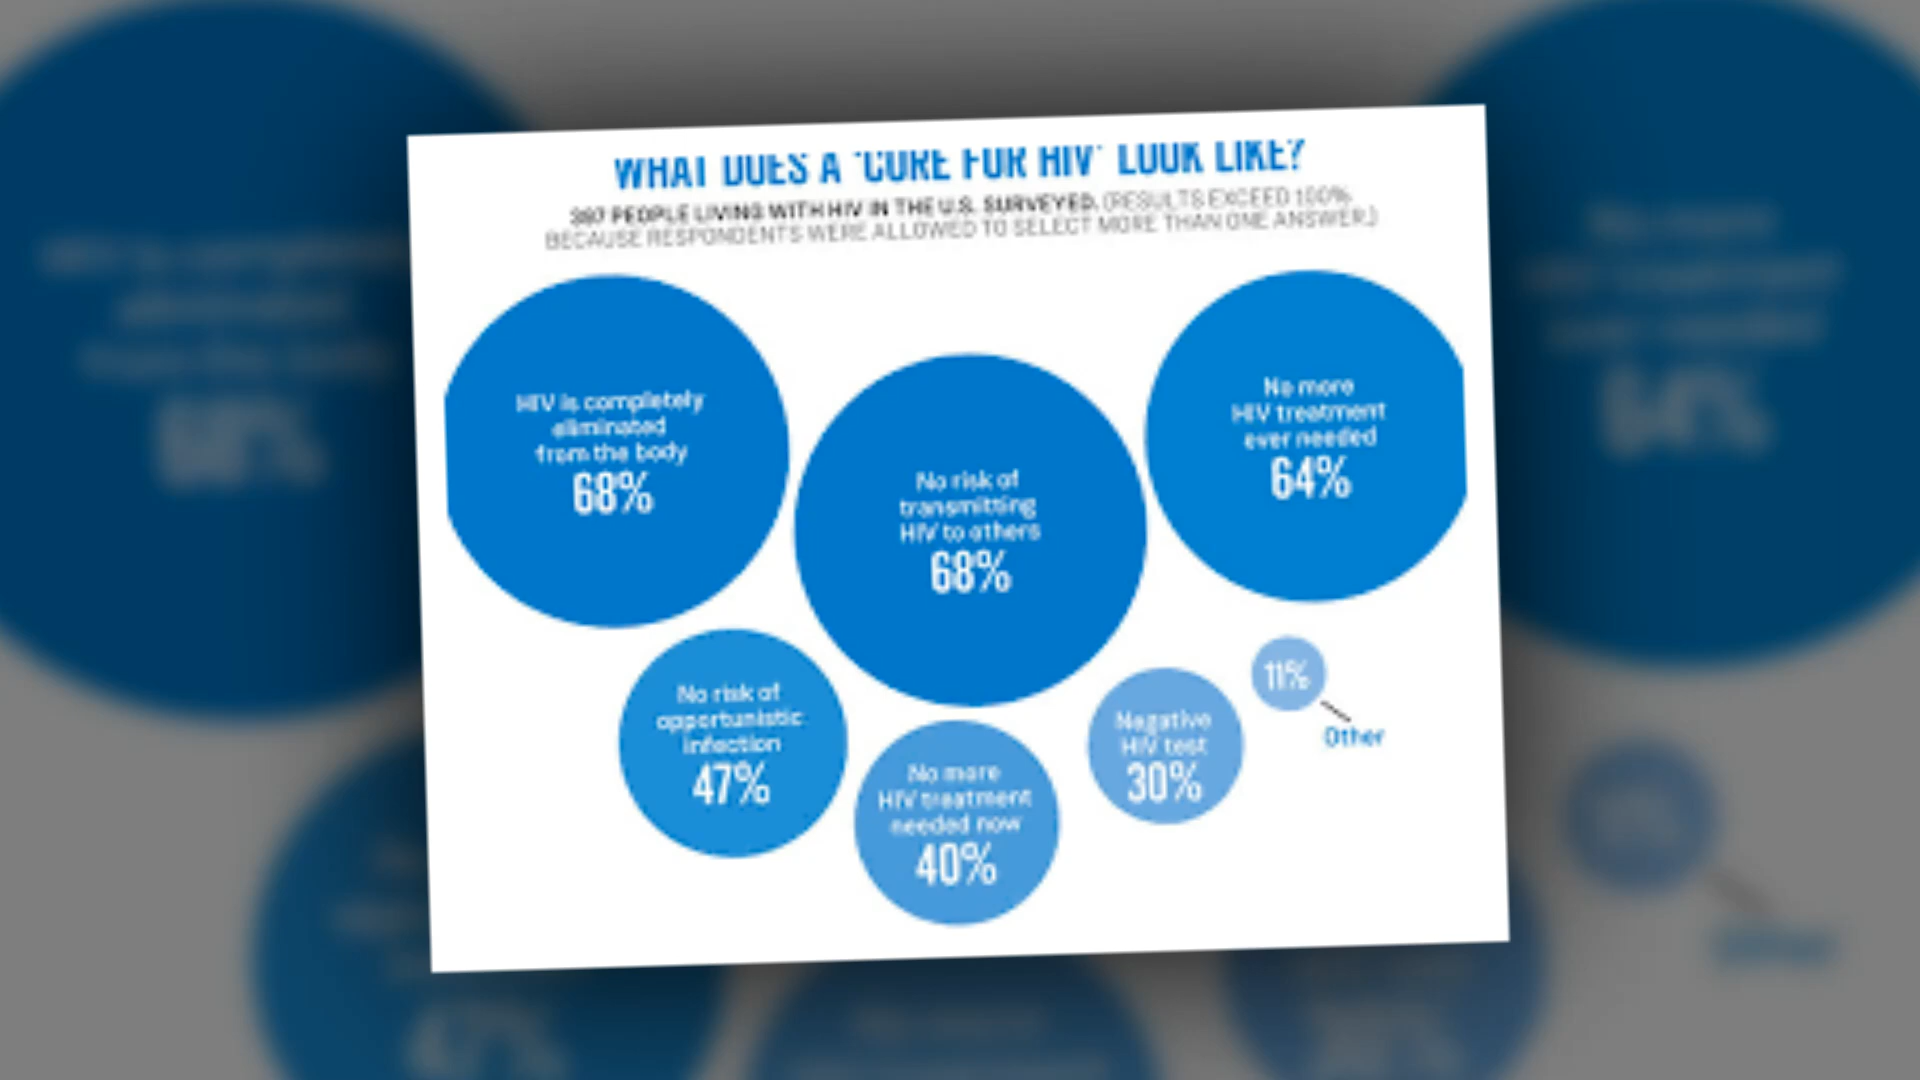 WHAT DOES A 'CURE FOR HIV' LOOK LIKE?
397 PEOPLE LIVING WITH HIV IN THE U.S. SURVEYED. (RESULTS EXCEED 100%
BECAUSE RESPONDENTS WERE ALLOWED TO SELECT MORE THAN ONE ANSWER.)
HIV is completely
eliminated
from the body
68%
No risk of
transmitting
HIV to others
68%
No more
HIV treatment
ever needed
64%
No risk of
opportunistic
infection
47%
No more
HIV treatment
needed now
40%
Negative
HIV test
30%
11%
Other